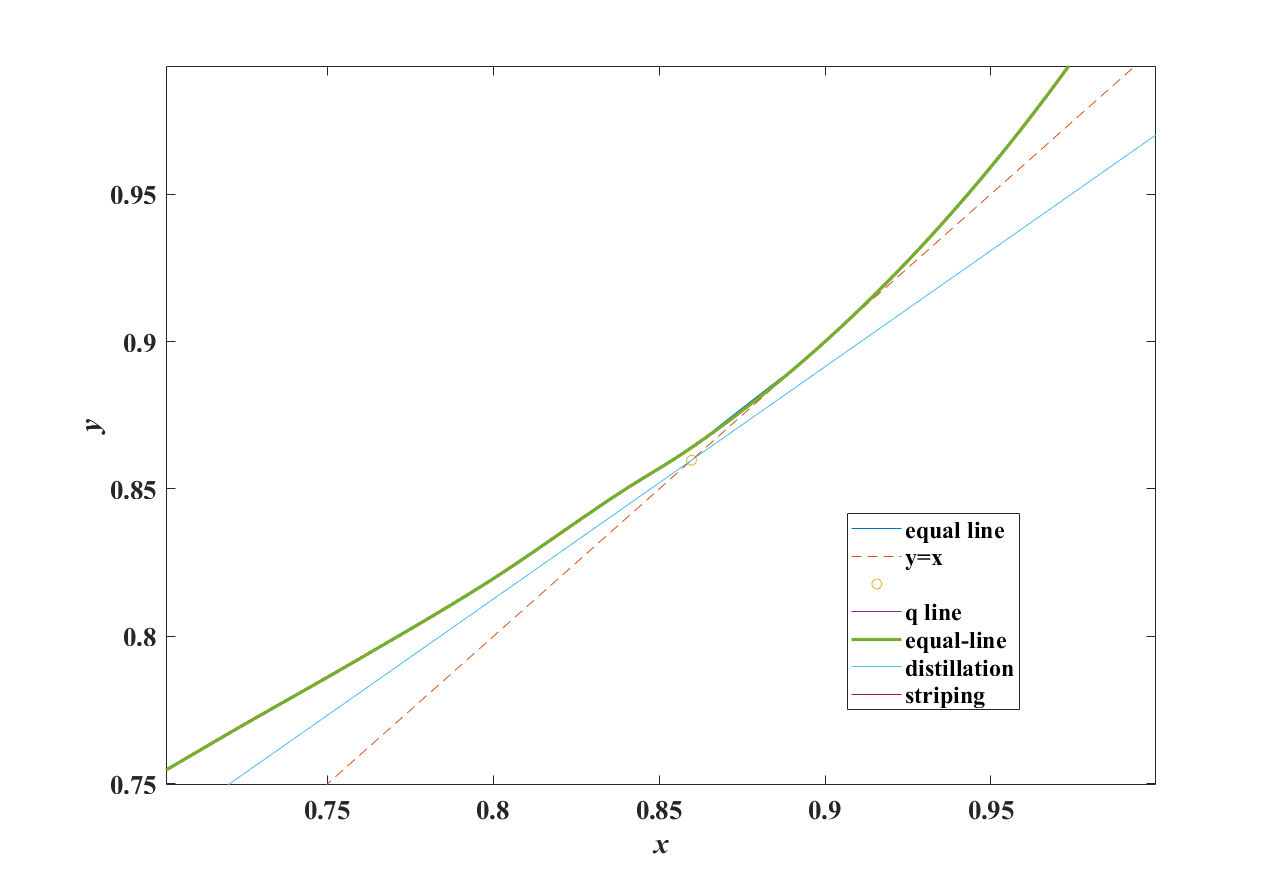 0.95
0.9
0.85
0.8
0.75
y
0.75 0.8 0.85 0.9 0.95
x
equal line
y=x
q line
equal-line
distillation
striping